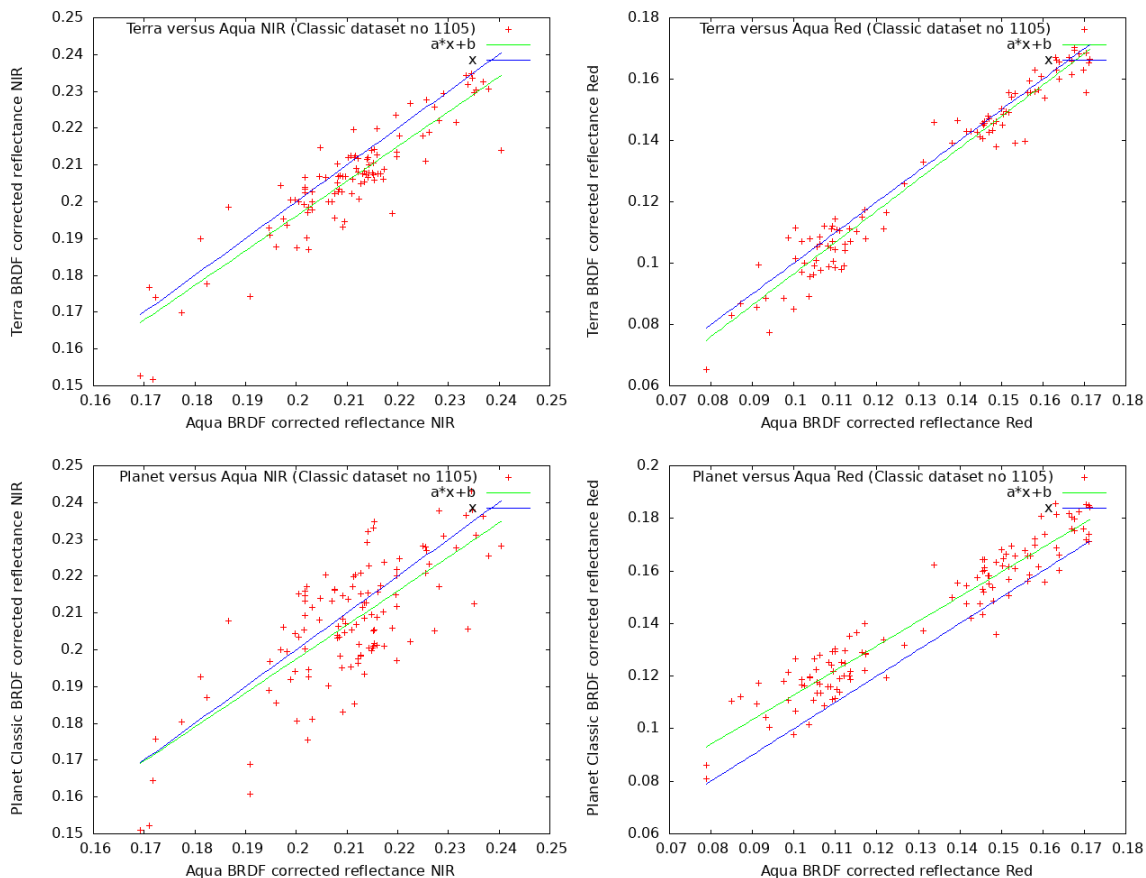 Terra versus Aqua NIR (Classic dataset no 1105)
a*x+b
x
Terra BRDF corrected reflectance NIR
0.25
0.24
0.23
0.22
0.21
0.2
0.19
0.18
0.17
0.16
0.15
0.16 0.17 0.18 0.19 0.2 0.21 0.22 0.23 0.24 0.25
Aqua BRDF corrected reflectance NIR
Terra versus Aqua Red (Classic dataset no 1105)
a*x+b
x
Terra BRDF corrected reflectance Red
0.18
0.16
0.14
0.12
0.1
0.08
0.06
0.07 0.08 0.09 0.1 0.11 0.12 0.13 0.14 0.15 0.16 0.17 0.18
Aqua BRDF corrected reflectance Red
Planet versus Aqua NIR (Classic dataset no 1105)
a*x+b
x
Planet Classic BRDF corrected reflectance NIR
0.25
0.24
0.23
0.22
0.21
0.2
0.19
0.18
0.17
0.16
0.15
0.16 0.17 0.18 0.19 0.2 0.21 0.22 0.23 0.24 0.25
Aqua BRDF corrected reflectance NIR
Planet versus Aqua Red (Classic dataset no 1105)
a*x+b
x
Planet Classic BRDF corrected reflectance Red
0.2
0.18
0.16
0.14
0.12
0.1
0.08
0.06
0.07 0.08 0.09 0.1 0.11 0.12 0.13 0.14 0.15 0.16 0.17 0.18
Aqua BRDF corrected reflectance Red